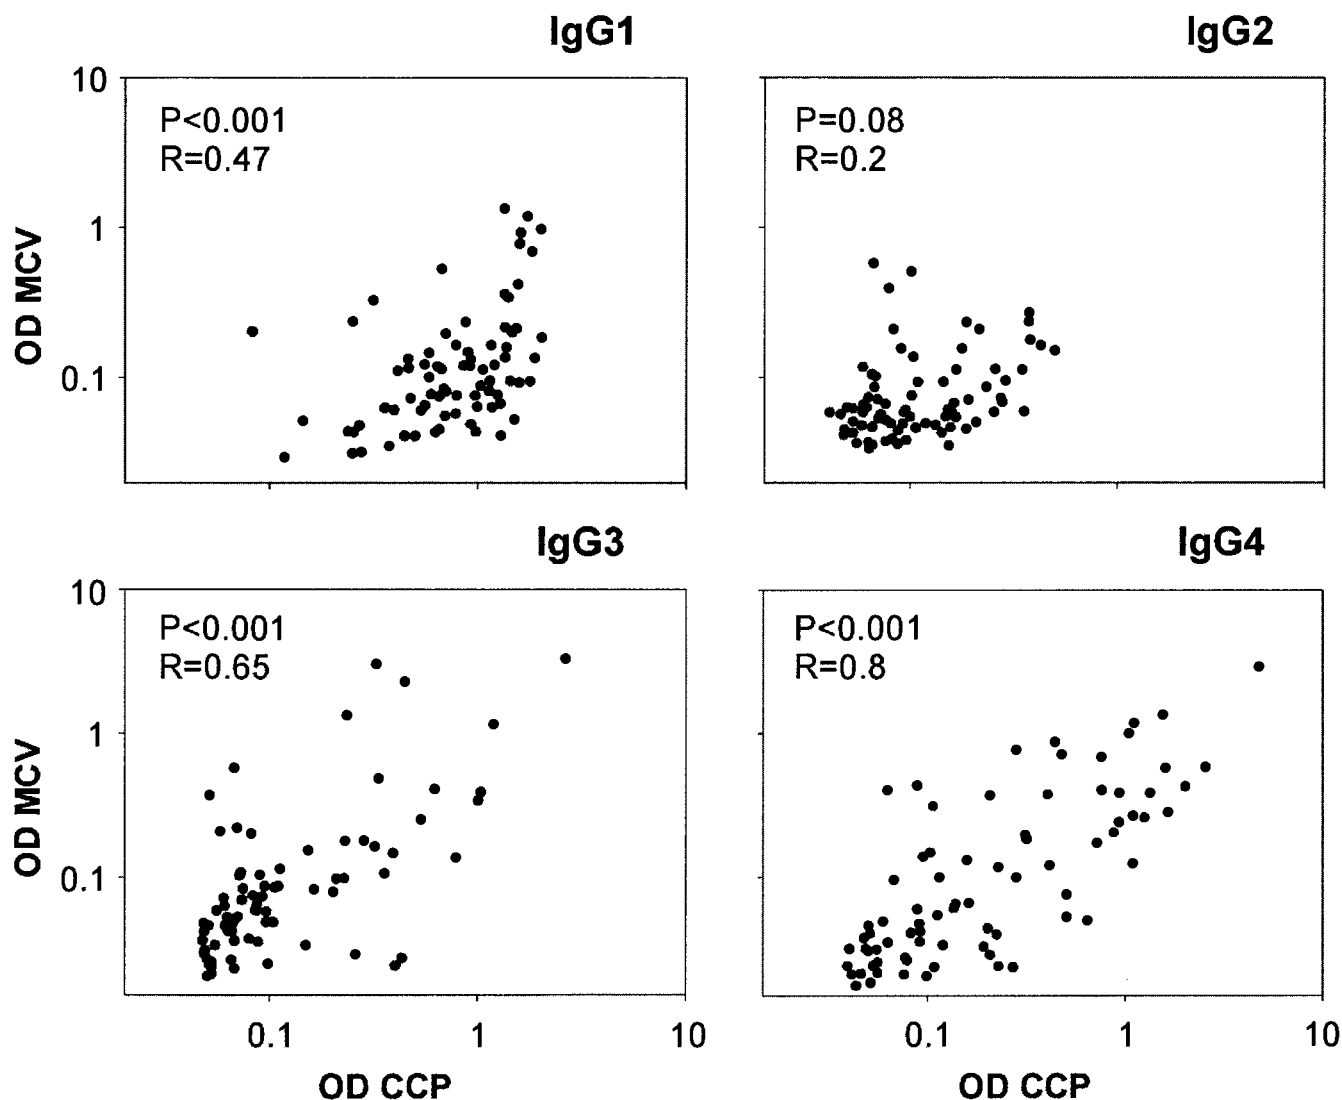 IgG1
IgG2
10
P<0.001
R=0.47
P=0.08
R=0.2
OD MCV
1
0.1
IgG3
IgG4
10
P<0.001
R=0.65
P<0.001
R=0.8
OD MCV
1
0.1
0.1 1 10
0.1 1 10
OD CCP
OD CCP